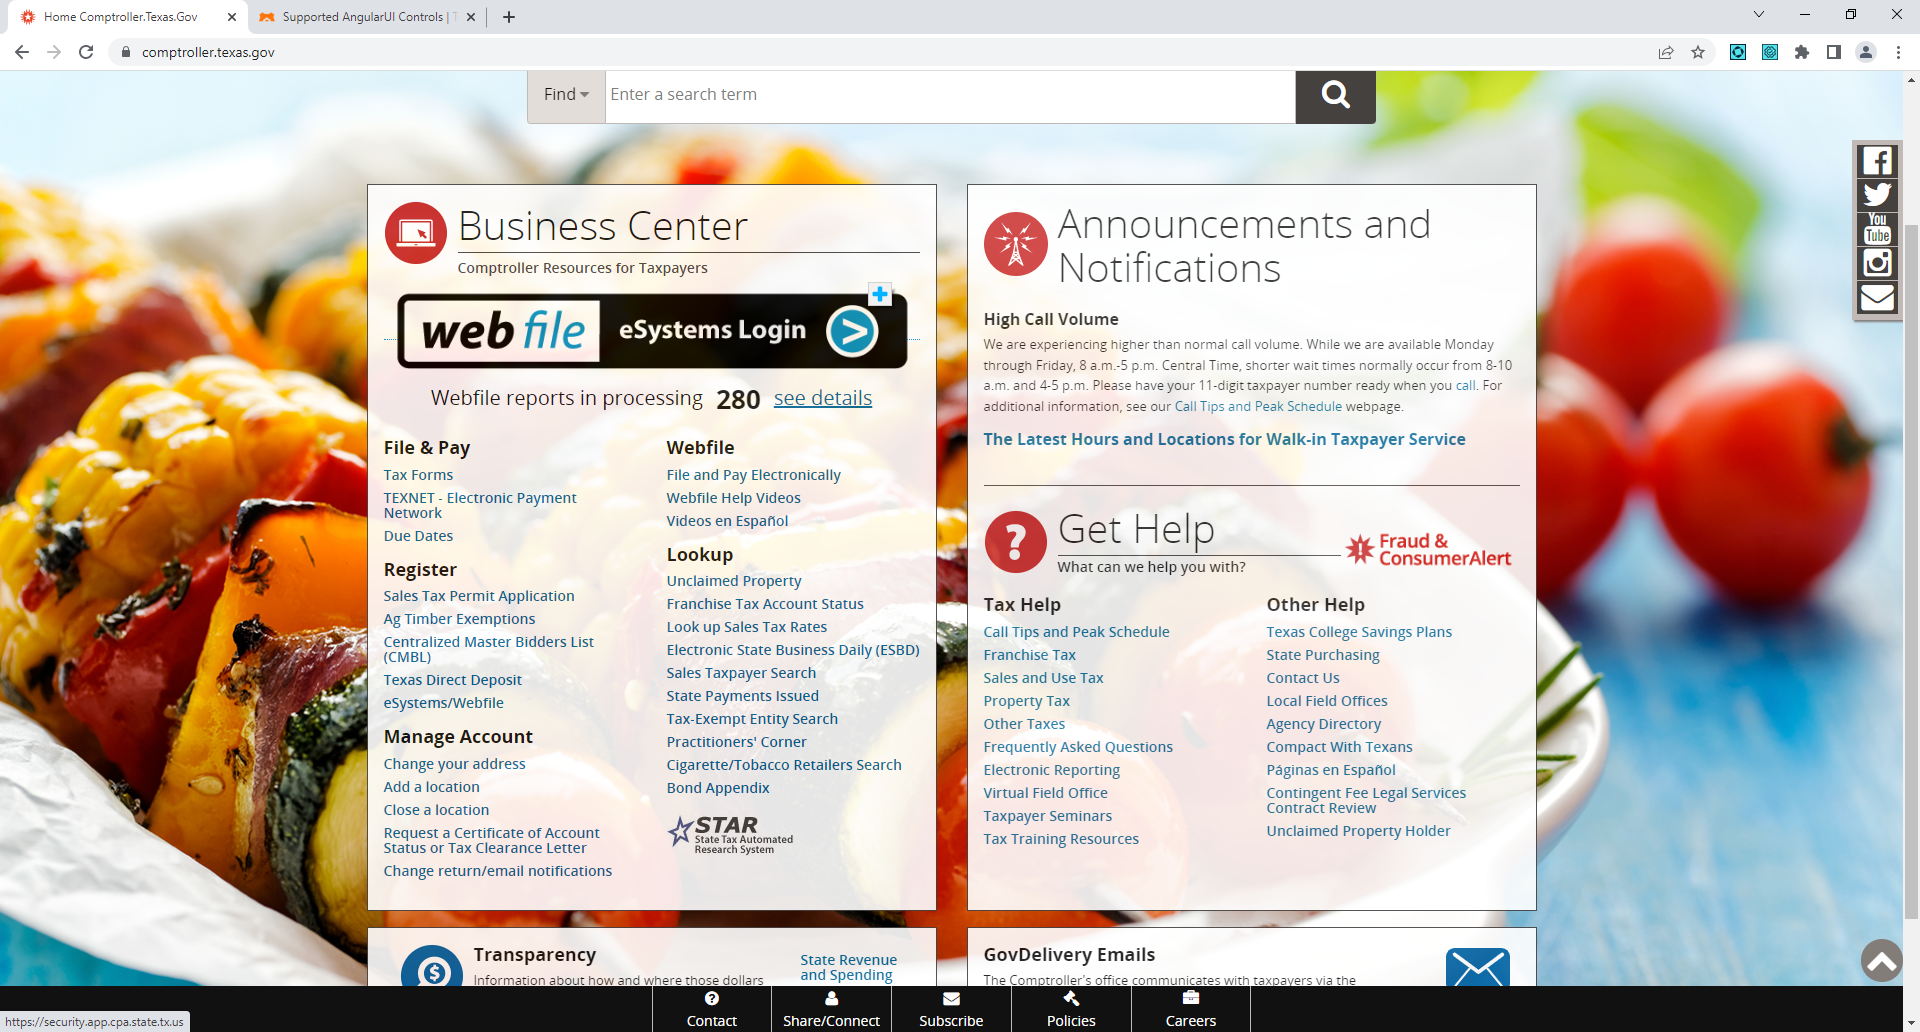 Home Comptroller.Texas.Gov
Supported AngularUI Controls | T
comptroller.texas.gov
Find
Enter a search term
Business Center
Comptroller Resources for Taxpayers
webfile eSystems Login
Webfile reports in processing 280 see details
File & Pay
Tax Forms
TEXNET - Electronic Payment
Network
Due Dates
Register
Sales Tax Permit Application
Ag Timber Exemptions
Centralized Master Bidders List
(CMBL)
Texas Direct Deposit
eSystems/Webfile
Manage Account
Change your address
Add a location
Close a location
Request a Certificate of Account
Status or Tax Clearance Letter
Change return/email notifications
Webfile
File and Pay Electronically
Webfile Help Videos
Videos en Español
Lookup
Unclaimed Property
Franchise Tax Account Status
Look up Sales Tax Rates
Electronic State Business Daily (ESBD)
Sales Taxpayer Search
State Payments Issued
Tax-Exempt Entity Search
Practitioners' Corner
Cigarette/Tobacco Retailers Search
Bond Appendix
STAR
State Tax Automated
Research System
Announcements and
Notifications
High Call Volume
We are experiencing higher than normal call volume. While we are available Monday
through Friday, 8 a.m.-5 p.m. Central Time, shorter wait times normally occur from 8-10
a.m. and 4-5 p.m. Please have your 11-digit taxpayer number ready when you call. For
additional information, see our Call Tips and Peak Schedule webpage.
The Latest Hours and Locations for Walk-in Taxpayer Service
Get Help
What can we help you with?
Fraud &
ConsumerAlert
Tax Help
Call Tips and Peak Schedule
Franchise Tax
Sales and Use Tax
Property Tax
Other Taxes
Frequently Asked Questions
Electronic Reporting
Virtual Field Office
Taxpayer Seminars
Tax Training Resources
Other Help
Texas College Savings Plans
State Purchasing
Contact Us
Local Field Offices
Agency Directory
Compact With Texans
Páginas en Español
Contingent Fee Legal Services
Contract Review
Unclaimed Property Holder
You
Tube
Transparency
Information about how and where those dollars
State Revenue
and Spending
GovDelivery Emails
The Comptroller's office communicates with taxpayers via the
Contact
Share/Connect
Subscribe
Policies
Careers
https://security.app.cpa.state.tx.us